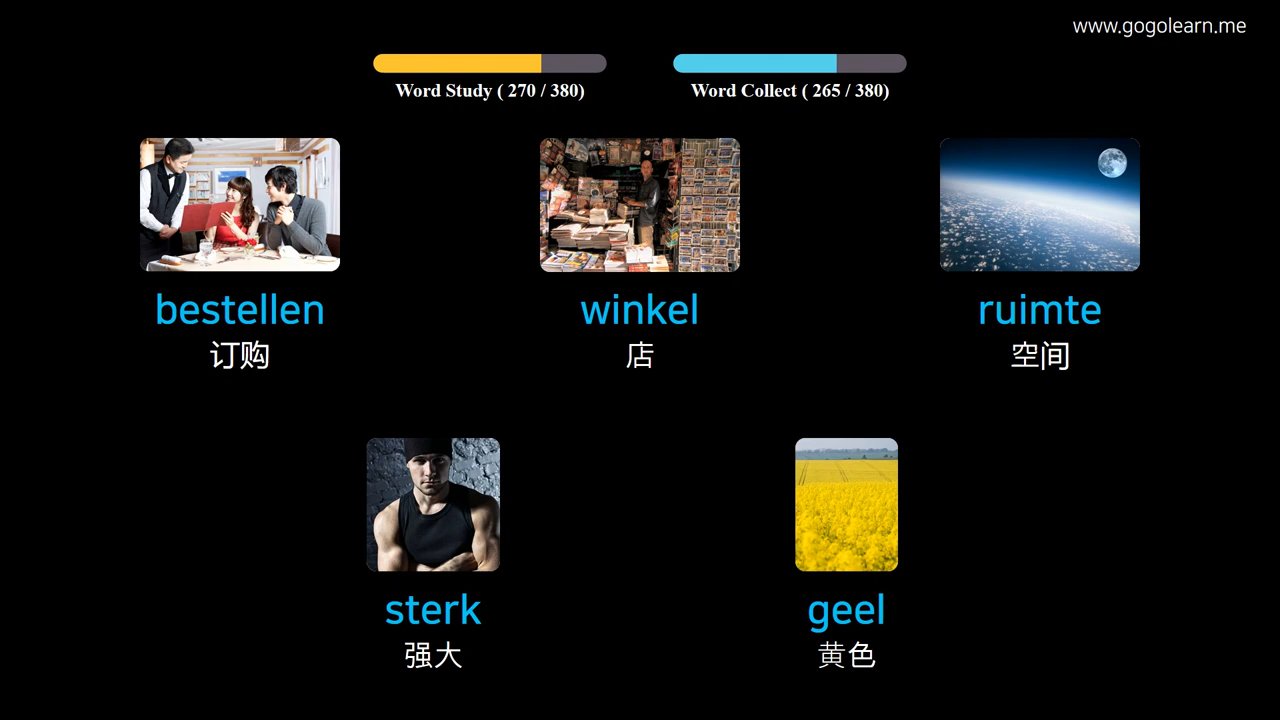 www.gogolearn.me
Word Study ( 270 / 380)
Word Collect ( 265 / 380)
bestellen
订购
winkel
店
ruimte
空间
sterk
强大
geel
黄色